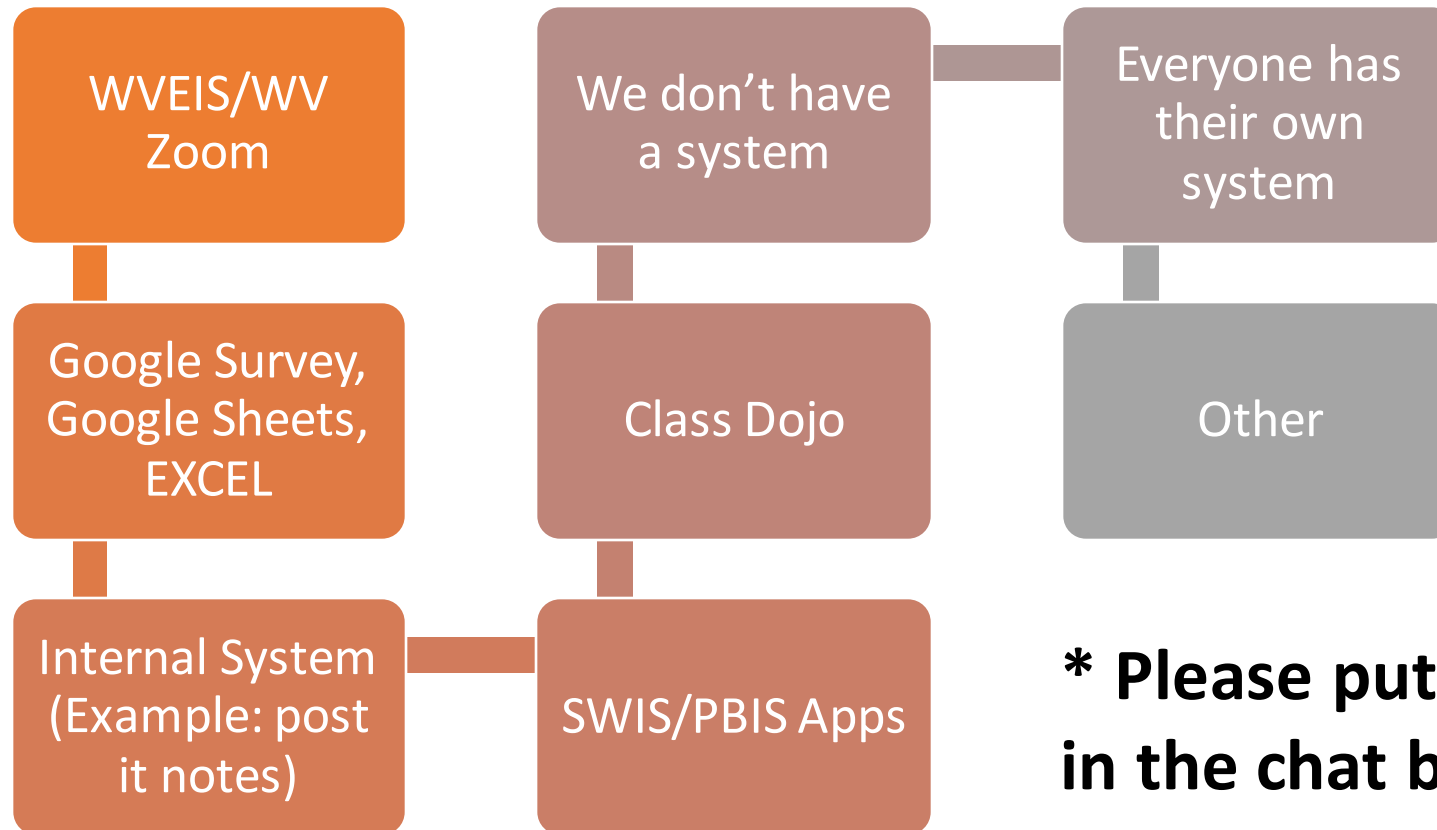 WVEIS/WV
Zoom
Google Survey,
Google Sheets,
EXCEL
Internal System
(Example: post
it notes)
SWIS/PBIS Apps
Class Dojo
We don’t have
a system
Everyone has
their own
system
Other
* Please put
in the chat b